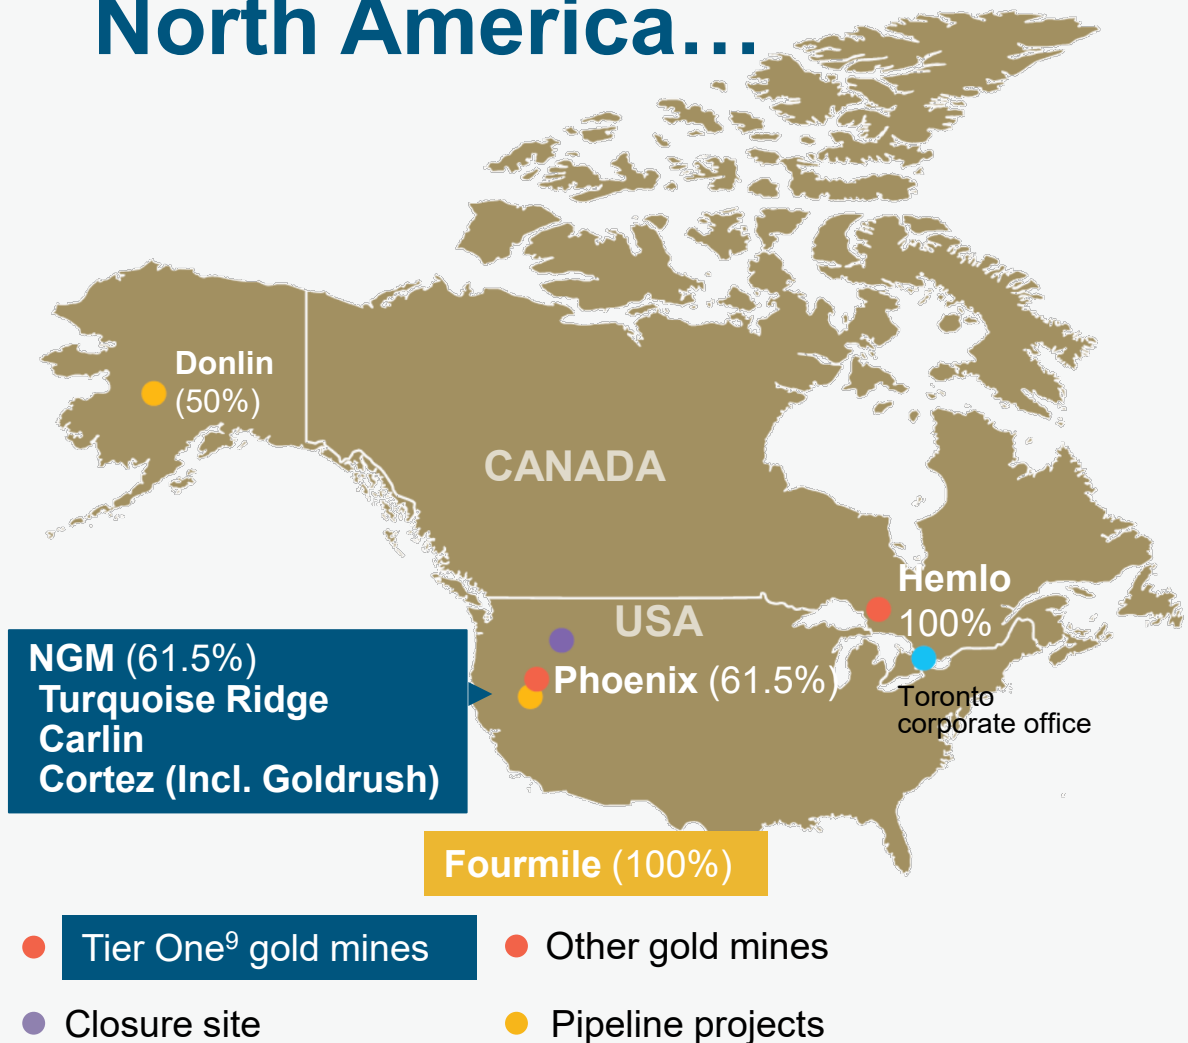 North America…
Donlin
(50%)
CANADA
Hemlo
100%
USA
NGM (61.5%)
Turquoise Ridge
Carlin
Cortez (Incl. Goldrush)
Phoenix (61.5%)
Toronto
corporate office
Fourmile (100%)
Tier One⁹ gold mines
Other gold mines
Closure site
Pipeline projects